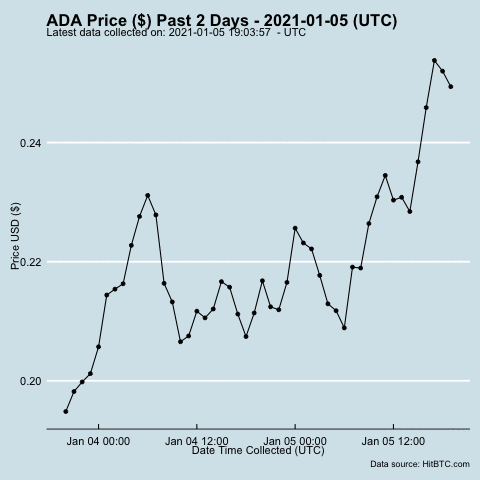 ADA Price ($) Past 2 Days - 2021-01-05 (UTC)
Latest data collected on: 2021-01-05 19:03:57 - UTC
Price USD ($)
0.24
0.22
0.20
Jan 04 00:00 Jan 04 12:00 Jan 05 00:00 Jan 05 12:00
Date Time Collected (UTC)
Data source: HitBTC.com